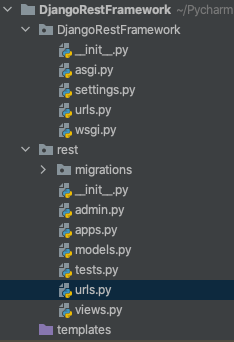 DjangoRestFramework ~/Pycharm
DjangoRestFramework
__init__.py
asgi.py
settings.py
urls.py
wsgi.py
rest
migrations
__init__.py
admin.py
apps.py
models.py
tests.py
urls.py
views.py
templates